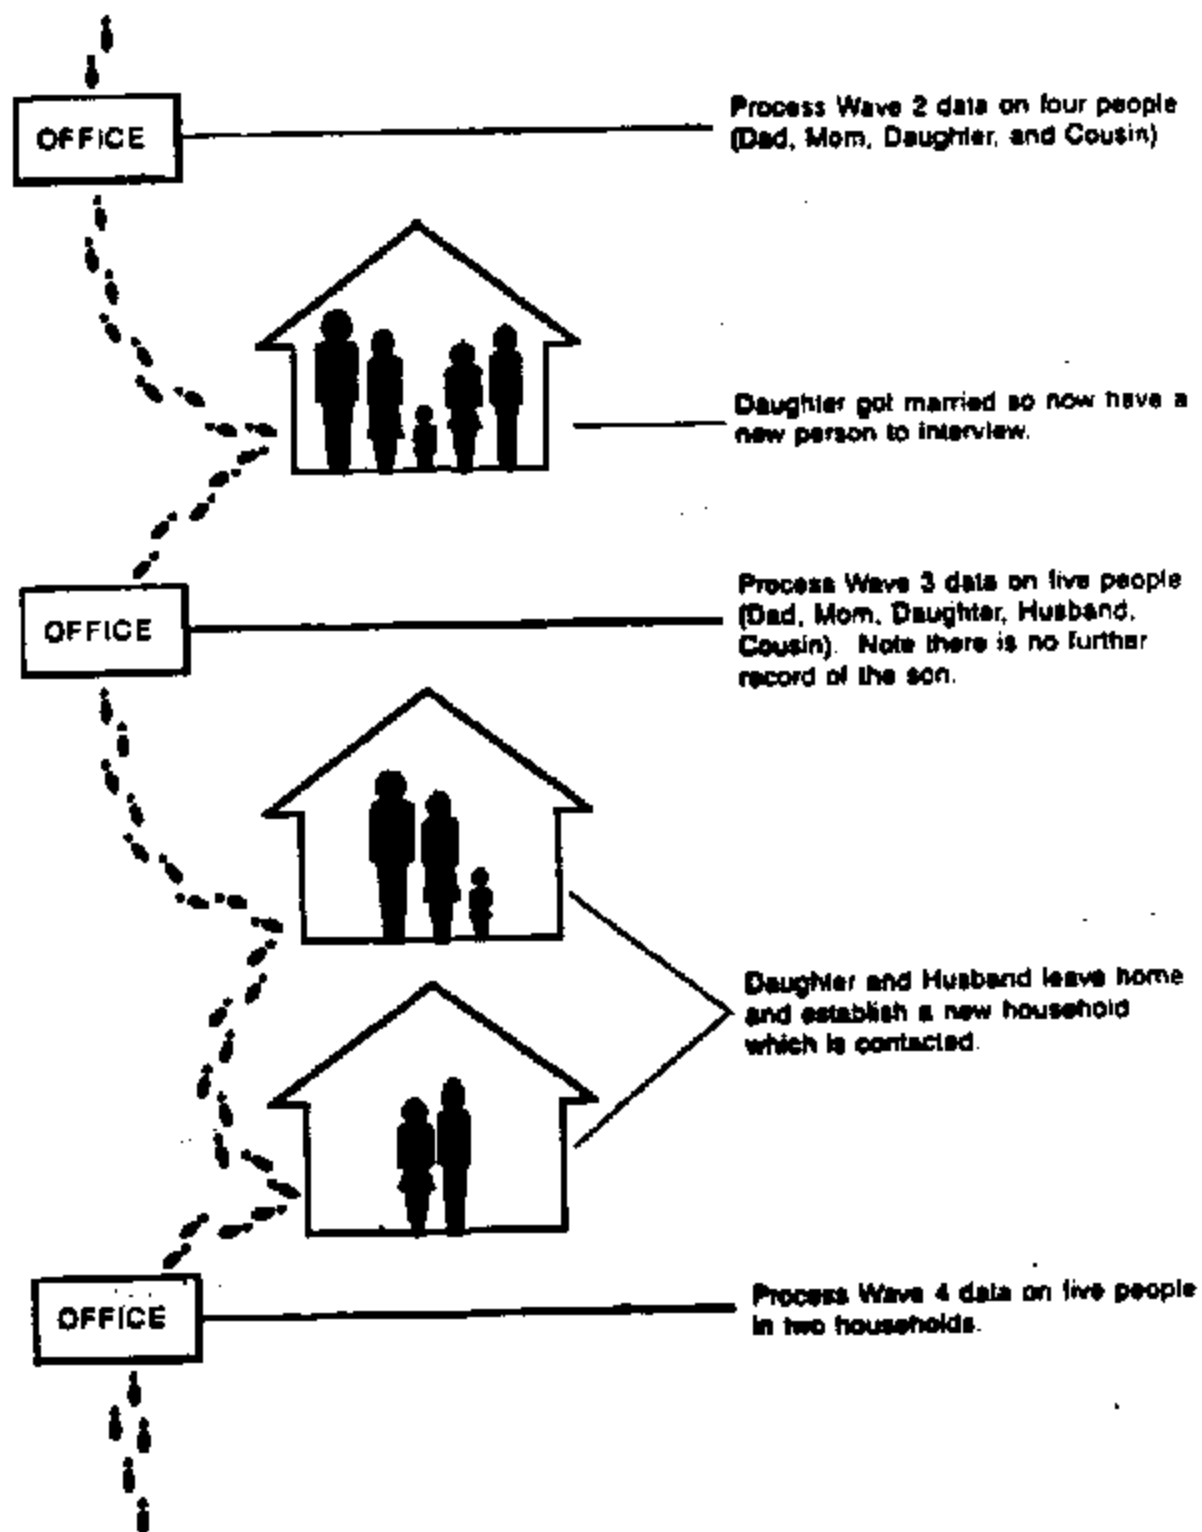 OFFICE
Process Wave 2 data on four people
(Dad, Mom, Daughter, and Cousin)
Daughter got married so now have a
new person to interview.
OFFICE
Process Wave 3 data on five people
(Dad, Mom, Daughter, Husband,
Cousin). Note there is no further
record of the son.
Daughter and Husband leave home
and establish a new household
which is contacted.
OFFICE
Process Wave 4 data on five people
in two households.